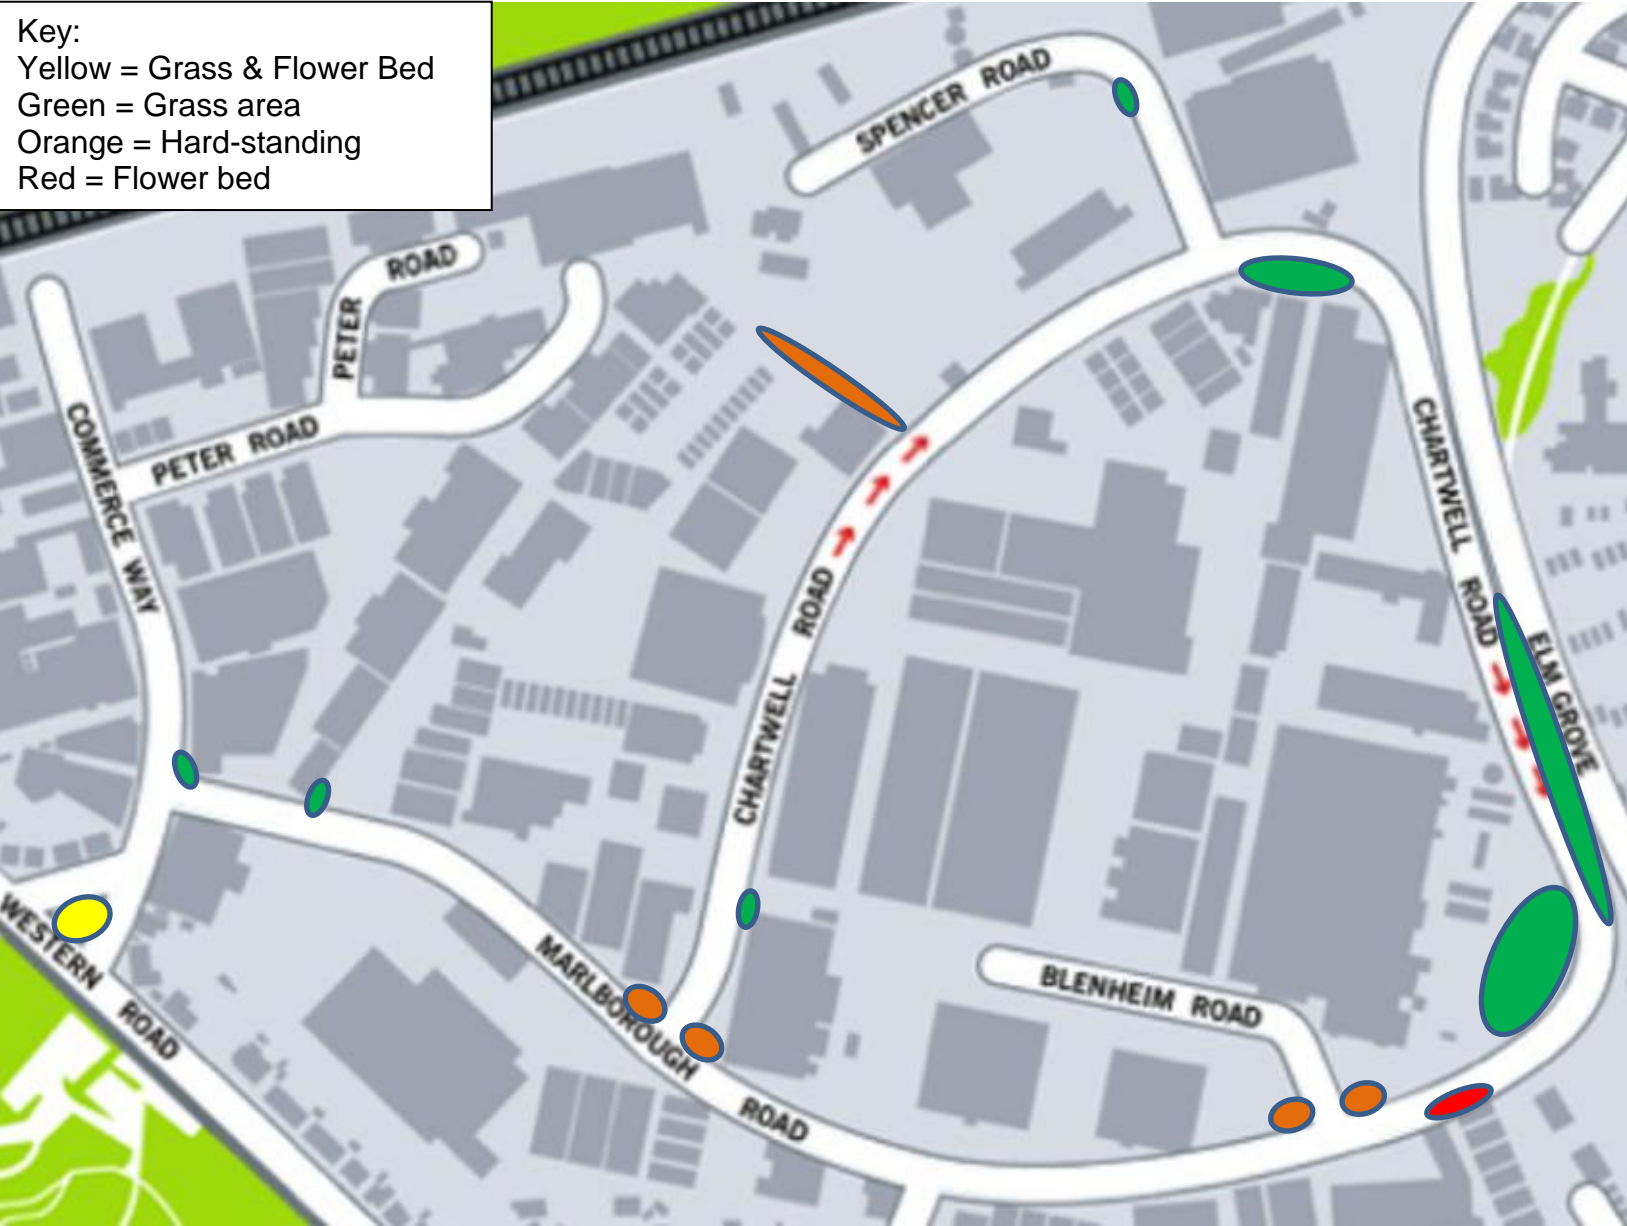 Key:
Yellow = Grass & Flower Bed
Green = Grass area
Orange = Hard-standing
Red = Flower bed
SPENCER ROAD
PETER ROAD
PETER ROAD
COMMERCE WAY
CHARTWELL ROAD
CHARTWELL ROAD
ELM GROVE
WESTERN ROAD
MARLBOROUGH ROAD
BLENHEIM ROAD